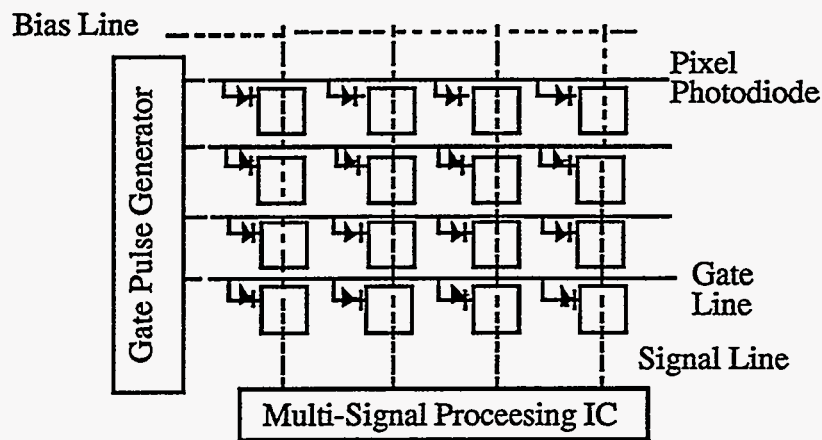 Bias Line
Pixel
Photodiode
Gate Pulse Generator
Gate
Line
Signal Line
Multi-Signal Proceesing IC